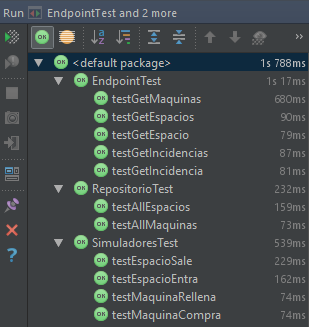 Run EndpointTest and 2 more
<default package> 1s 788ms
EndpointTest 1s 17ms
testGetMaquinas 680ms
testGetEspacios 90ms
testGetEspacio 79ms
testGetIncidencias 87ms
testGetIncidencia 81ms
RepositorioTest 232ms
testAllEspacios 159ms
testAllMaquinas 73ms
SimuladoresTest 539ms
testEspacioSale 229ms
testEspacioEntra 162ms
testMaquinaRellena 74ms
testMaquinaCompra 74ms